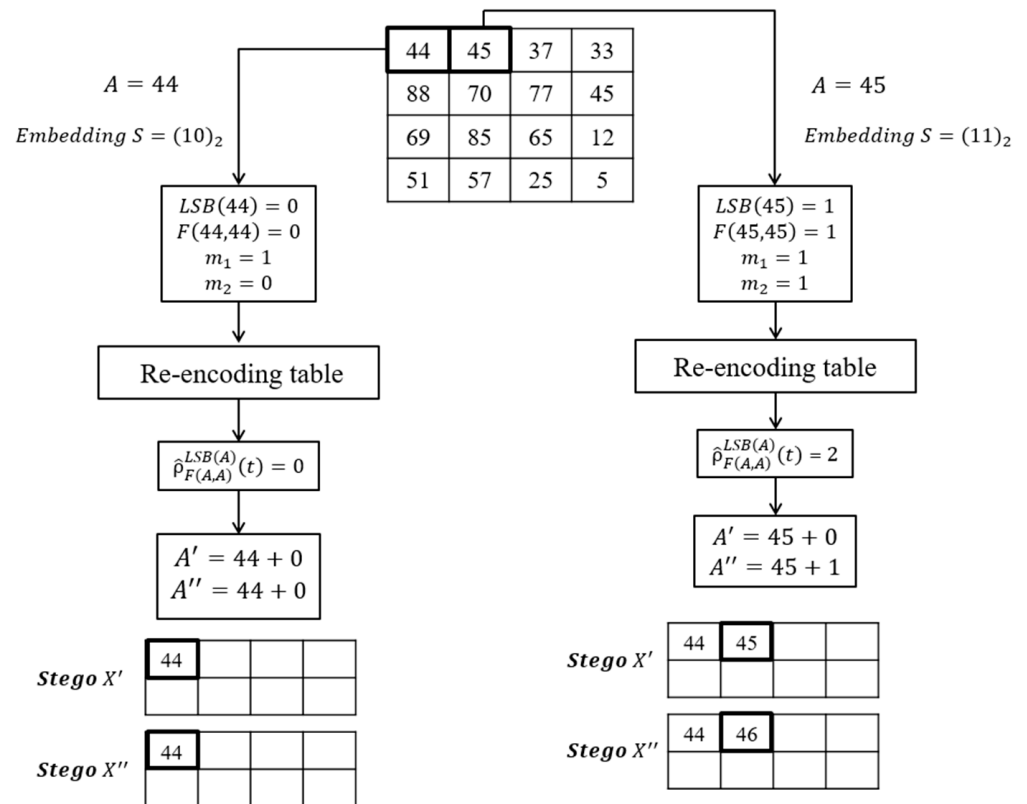 44 45 37 33
88 70 77 45
69 85 65 12
51 57 25 5
A = 44
Embedding S = (10)₂
LSB(44) = 0
F(44,44) = 0
m₁ = 1
m₂ = 0
Re-encoding table
ρ̂_{F(A,A)}^{LSB(A)}(t) = 0
A′ = 44 + 0
A′′ = 44 + 0
Stego X′
44
Stego X′′
44
A = 45
Embedding S = (11)₂
LSB(45) = 1
F(45,45) = 1
m₁ = 1
m₂ = 1
Re-encoding table
ρ̂_{F(A,A)}^{LSB(A)}(t) = 2
A′ = 45 + 0
A′′ = 45 + 1
Stego X′
44 45
Stego X′′
44 46